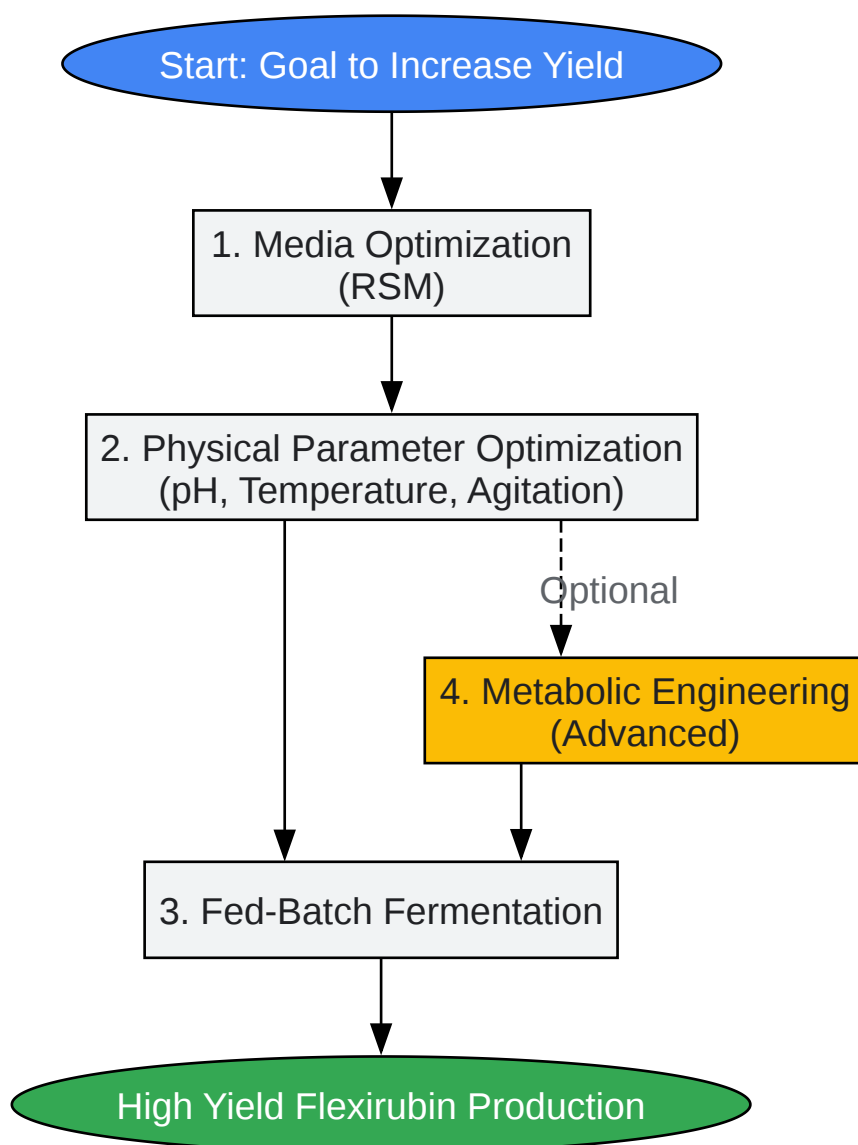 Start: Goal to Increase Yield
1. Media Optimization
(RSM)
2. Physical Parameter Optimization
(pH, Temperature, Agitation)
Optional
4. Metabolic Engineering
(Advanced)
3. Fed-Batch Fermentation
High Yield Flexirubin Production